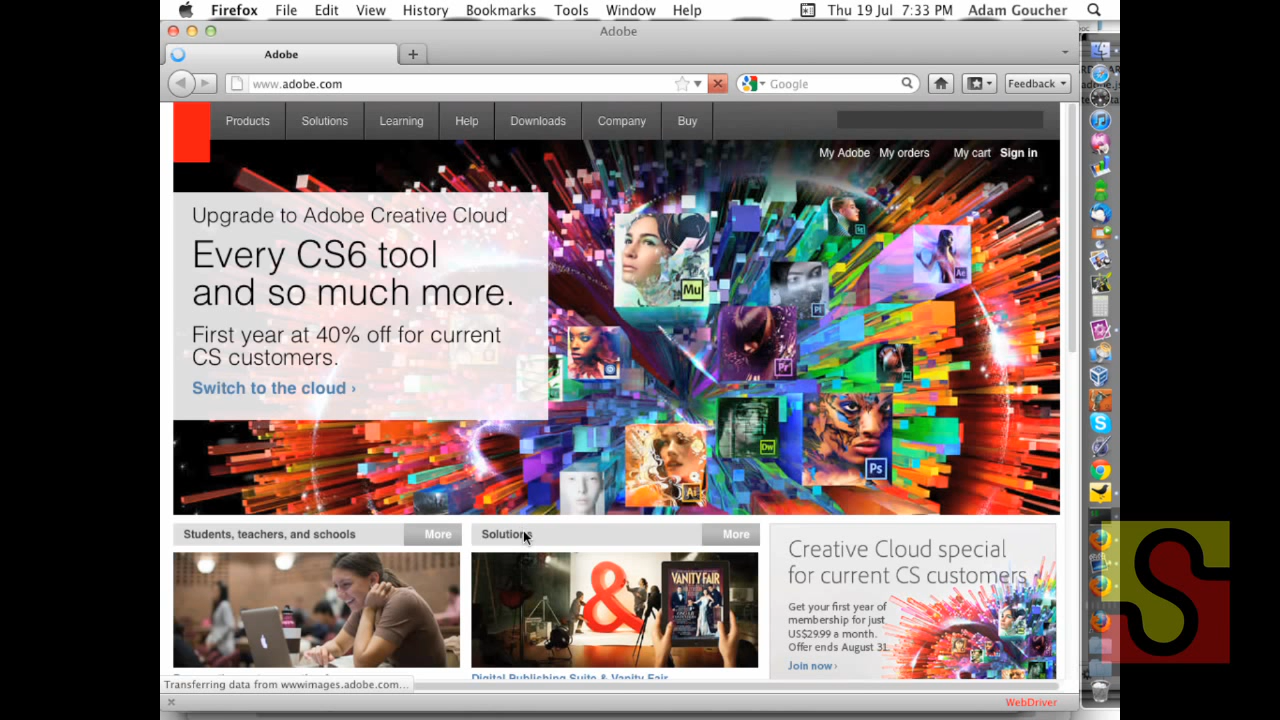 Firefox File Edit View History Bookmarks Tools Window Help Thu 19 Jul 7:33 PM Adam Goucher
Adobe
Adobe
www.adobe.com Google Feedback
Products Solutions Learning Help Downloads Company Buy
My Adobe My orders My cart Sign in
Upgrade to Adobe Creative Cloud
Every CS6 tool
and so much more.
First year at 40% off for current
CS customers.
Switch to the cloud ›
Mu
Ae
Pl
Pr
Dw
Ps
Ai
Students, teachers, and schools More
Solutions More
VANITY FAIR
&
Digital Publishing Suite & Vanity Fair
Creative Cloud special
for current CS customers
Get your first year of
membership for just
US$29.99 a month.
Offer ends August 31.
Join now ›
Transferring data from wwwimages.adobe.com...
WebDriver
S